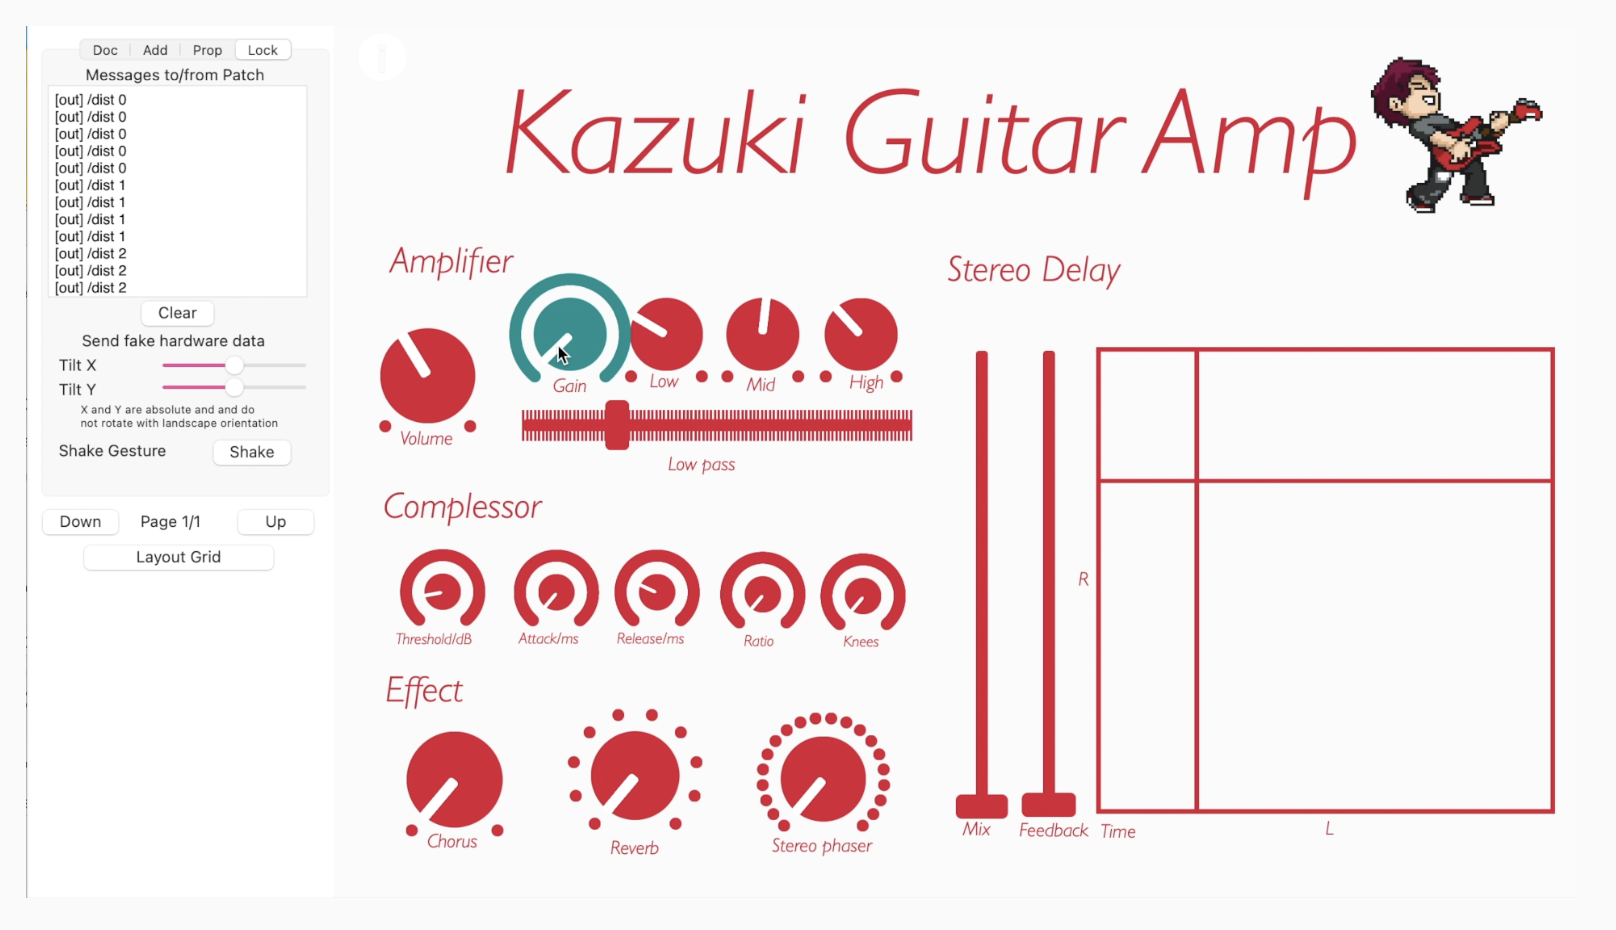 Doc Add Prop Lock
Messages to/from Patch
[out] /dist 0
[out] /dist 0
[out] /dist 0
[out] /dist 0
[out] /dist 0
[out] /dist 1
[out] /dist 1
[out] /dist 1
[out] /dist 1
[out] /dist 2
[out] /dist 2
[out] /dist 2
Clear
Send fake hardware data
Tilt X
Tilt Y
X and Y are absolute and and do
not rotate with landscape orientation
Shake Gesture Shake
Down Page 1/1 Up
Layout Grid
Kazuki Guitar Amp
Amplifier
Volume
Gain
Low
Mid
High
Low pass
Complessor
Threshold/dB
Attack/ms
Release/ms
Ratio
Knees
Effect
Chorus
Reverb
Stereo phaser
Stereo Delay
R
Mix
Feedback
Time
L